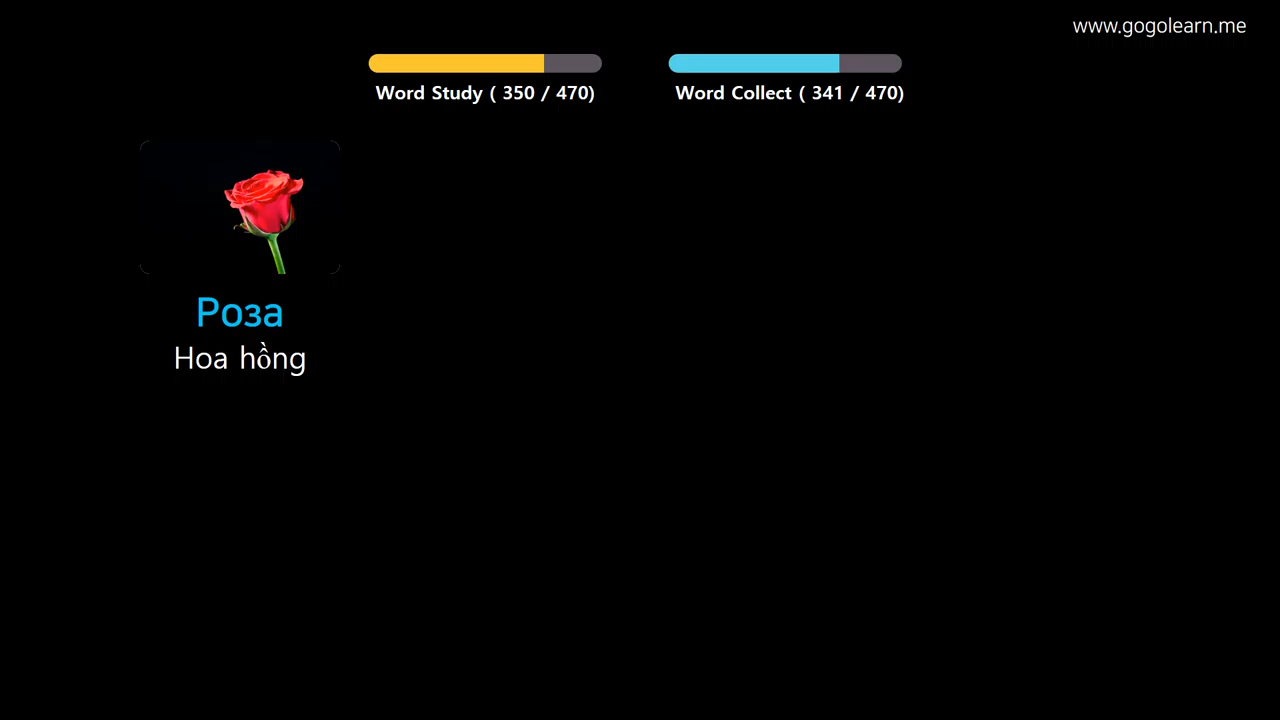 www.gogolearn.me
Word Study ( 350 / 470)
Word Collect ( 341 / 470)
Роза
Hoa hồng